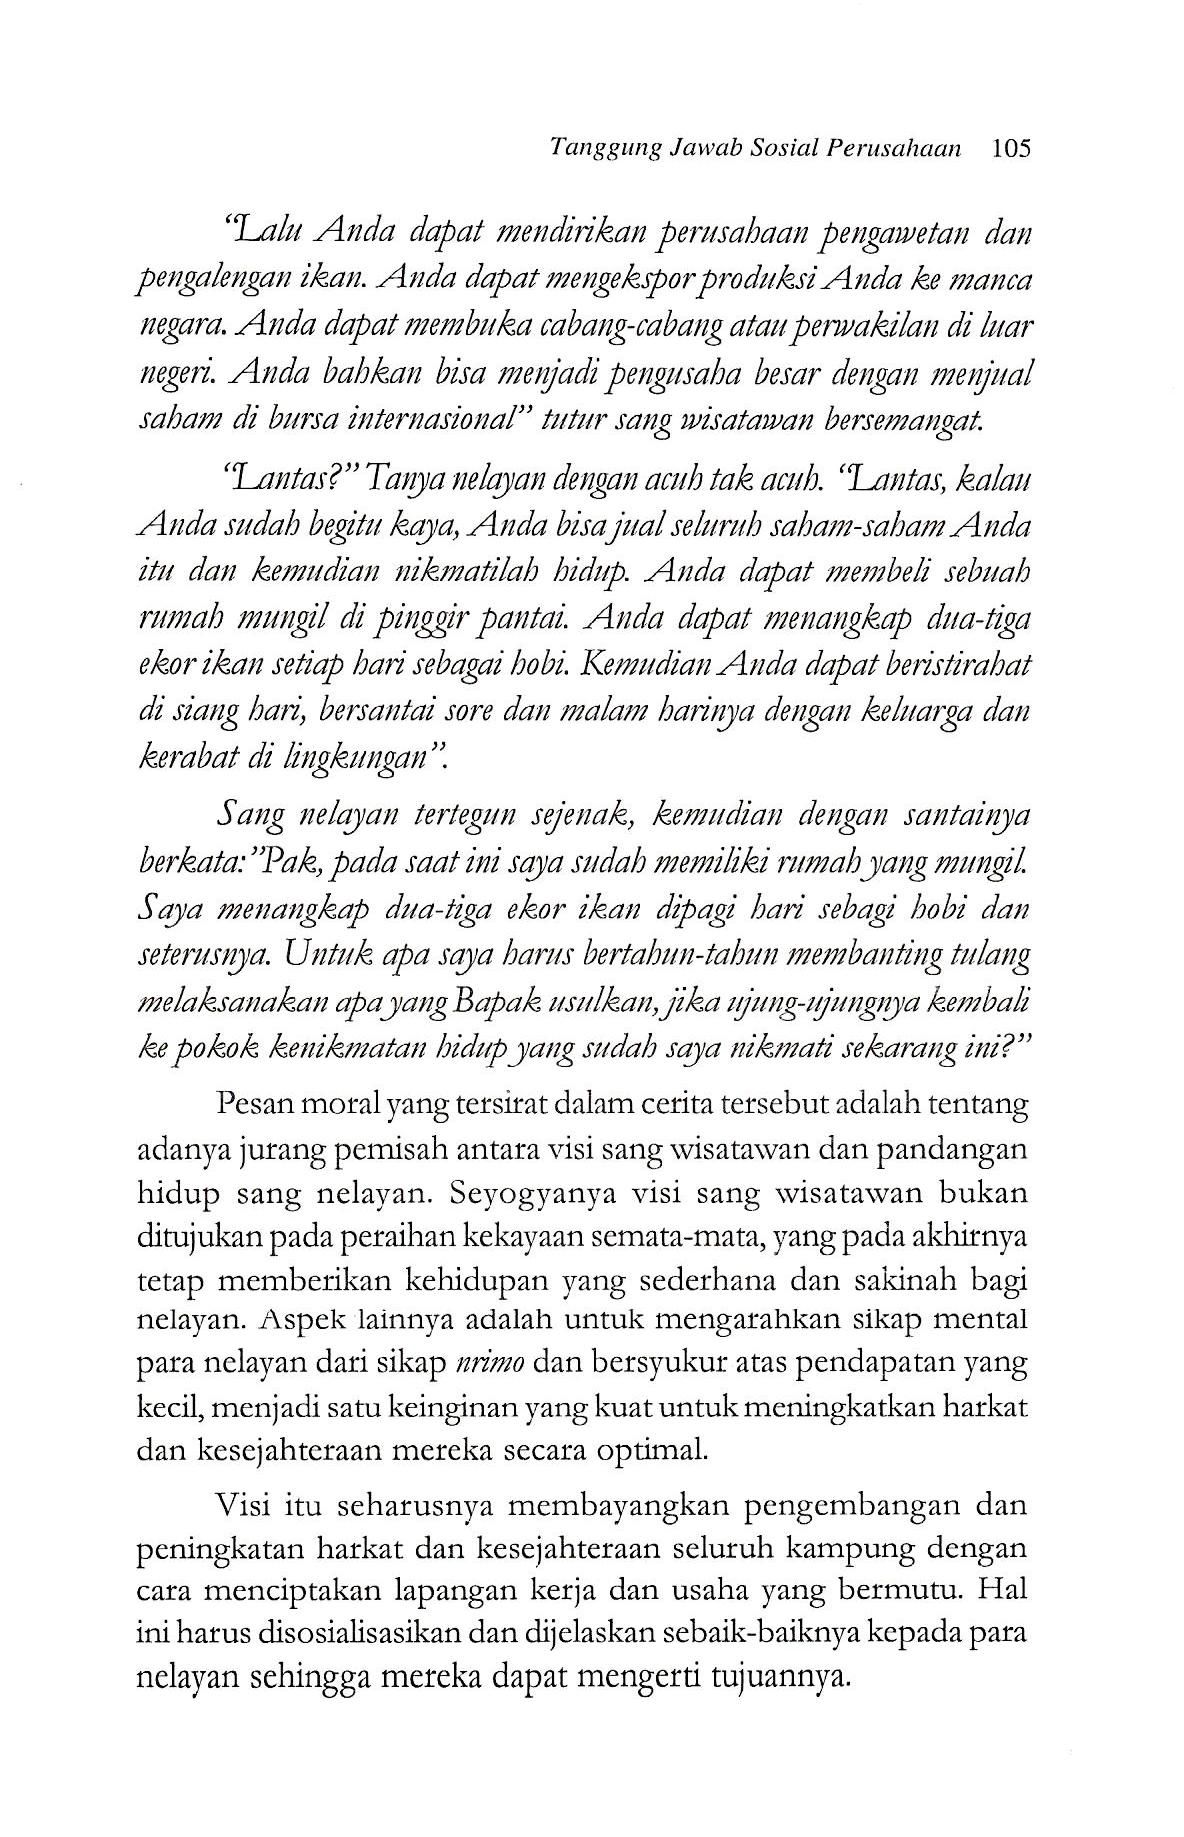 Tanggung Jawab Sosial Perusahaan 105
“Lalu Anda dapat mendirikan perusahaan pengawetan dan
pengalengan ikan. Anda dapat mengekspor produksi Anda ke manca
negara. Anda dapat membuka cabang-cabang atau perwakilan di luar
negeri. Anda bahkan bisa menjadi pengusaha besar dengan menjual
saham di bursa internasional” tutur sang wisatawan bersemangat.
“Lantas?” Tanya nelayan dengan acuh tak acuh. “Lantas, kalau
Anda sudah begitu kaya, Anda bisa jual seluruh saham-saham Anda
itu dan kemudian nikmatilah hidup. Anda dapat membeli sebuah
rumah mungil di pinggir pantai. Anda dapat menangkap dua-tiga
ekor ikan setiap hari sebagai hobi. Kemudian Anda dapat beristirahat
di siang hari, bersantai sore dan malam harinya dengan keluarga dan
kerabat di lingkungan”.
Sang nelayan tertegun sejenak, kemudian dengan santainya
berkata:”Pak, pada saat ini saya sudah memiliki rumah yang mungil.
Saya menangkap dua-tiga ekor ikan dipagi hari sebagi hobi dan
seterusnya. Untuk apa saya harus bertahun-tahun membanting tulang
melaksanakan apa yang Bapak usulkan, jika ujung-ujungnya kembali
ke pokok kenikmatan hidup yang sudah saya nikmati sekarang ini?”
Pesan moral yang tersirat dalam cerita tersebut adalah tentang
adanya jurang pemisah antara visi sang wisatawan dan pandangan
hidup sang nelayan. Seyogyanya visi sang wisatawan bukan
ditujukan pada peraihan kekayaan semata-mata, yang pada akhirnya
tetap memberikan kehidupan yang sederhana dan sakinah bagi
nelayan. Aspek lainnya adalah untuk mengarahkan sikap mental
para nelayan dari sikap nrimo dan bersyukur atas pendapatan yang
kecil, menjadi satu keinginan yang kuat untuk meningkatkan harkat
dan kesejahteraan mereka secara optimal.
Visi itu seharusnya membayangkan pengembangan dan
peningkatan harkat dan kesejahteraan seluruh kampung dengan
cara menciptakan lapangan kerja dan usaha yang bermutu. Hal
ini harus disosialisasikan dan dijelaskan sebaik-baiknya kepada para
nelayan sehingga mereka dapat mengerti tujuannya.